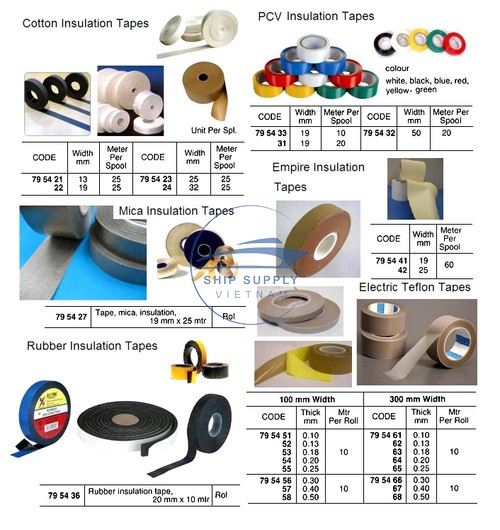 Cotton Insulation Tapes
Unit Per Spl.
CODE Width mm Meter Per Spool CODE Width mm Meter Per Spool
79 54 21 13 25 79 54 23 25 25
22 19 25 24 32 25
PCV Insulation Tapes
colour
white, black, blue, red,
yellow- green
CODE Width mm Meter Per Spool CODE Width mm Meter Per Spool
79 54 33 19 10 79 54 32 50 20
31 19 20
Empire Insulation
Tapes
CODE Width mm Meter Per Spool
79 54 41 19 60
42 25
Mica Insulation Tapes
SHIP SUPPLY
VIETNAM
79 54 27 Tape, mica, insulation, Rol
19 mm x 25 mtr
Electric Teflon Tapes
Rubber Insulation Tapes
79 54 36 Rubber insulation tape, Rol
20 mm x 10 mtr
100 mm Width 300 mm Width
CODE Thick mm Mtr Per Roll CODE Thick mm Mtr Per Roll
79 54 51 0.10 79 54 61 0.10
52 0.13 62 0.13
53 0.18 10 63 0.18 10
54 0.20 64 0.20
55 0.25 65 0.25
79 54 56 0.30 79 54 66 0.30
57 0.40 10 67 0.40 10
58 0.50 68 0.50